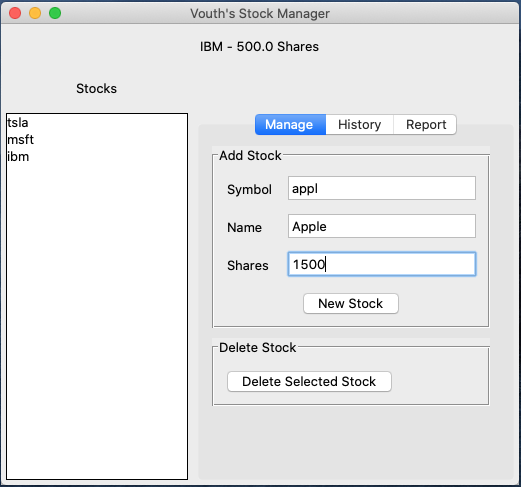 Vouth's Stock Manager
IBM - 500.0 Shares
Stocks
tsla
msft
ibm
Manage History Report
Add Stock
Symbol appl
Name Apple
Shares 1500
New Stock
Delete Stock
Delete Selected Stock